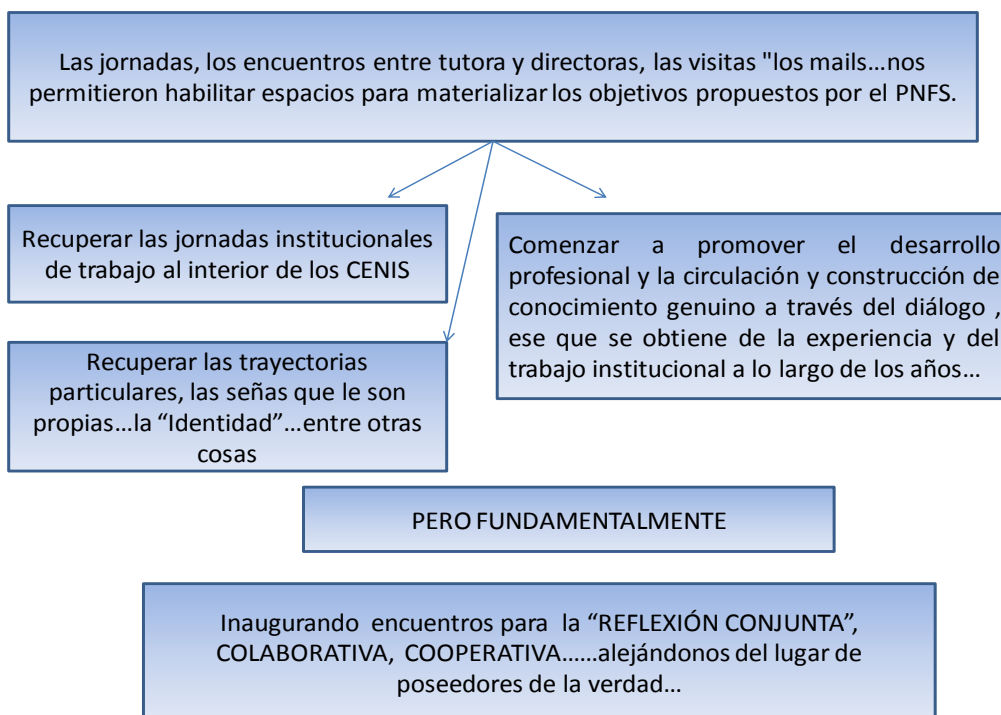 Las jornadas, los encuentros entre tutora y directoras, las visitas "los mails...nos
permitieron habilitar espacios para materializar los objetivos propuestos por el PNFS.
Recuperar las jornadas institucionales
de trabajo al interior de los CENIS
Comenzar a promover el desarrollo
profesional y la circulación y construcción de
conocimiento genuino a través del diálogo ,
ese que se obtiene de la experiencia y del
trabajo institucional a lo largo de los años...
Recuperar las trayectorias
particulares, las señas que le son
propias...la “Identidad”...entre otras
cosas
PERO FUNDAMENTALMENTE
Inaugurando encuentros para la “REFLEXIÓN CONJUNTA”,
COLABORATIVA, COOPERATIVA......alejándonos del lugar de
poseedores de la verdad...